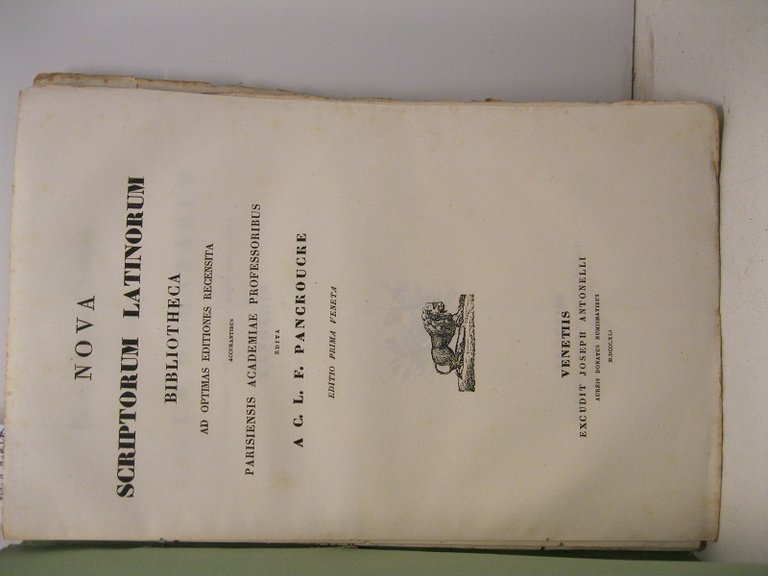 NOVA
SCRIPTORUM LATINORUM
BIBLIOTHECA
AD OPTIMAS EDITIONES RECENSITA
ACCURANTIBUS
PARISIENSIS ACADEMIAE PROFESSORIBUS
EDITA
A C. L. F. PANCKOUCKE
EDITIO PRIMA VENETA
VENETIIS
EXCUDIT JOSEPH ANTONELLI
AUREIS DONATUS NUMISMATIBUS
MDCCCXLI